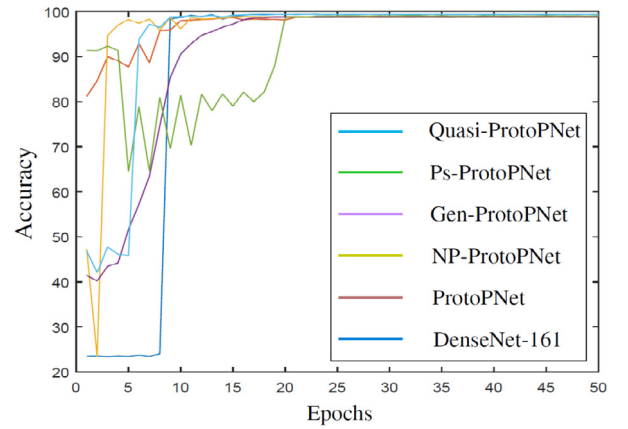 100
90
80
70
60
50
40
30
20
Accuracy
Quasi-ProtoPNet
Ps-ProtoPNet
Gen-ProtoPNet
NP-ProtoPNet
ProtoPNet
DenseNet-161
0 5 10 15 20 25 30 35 40 45 50
Epochs